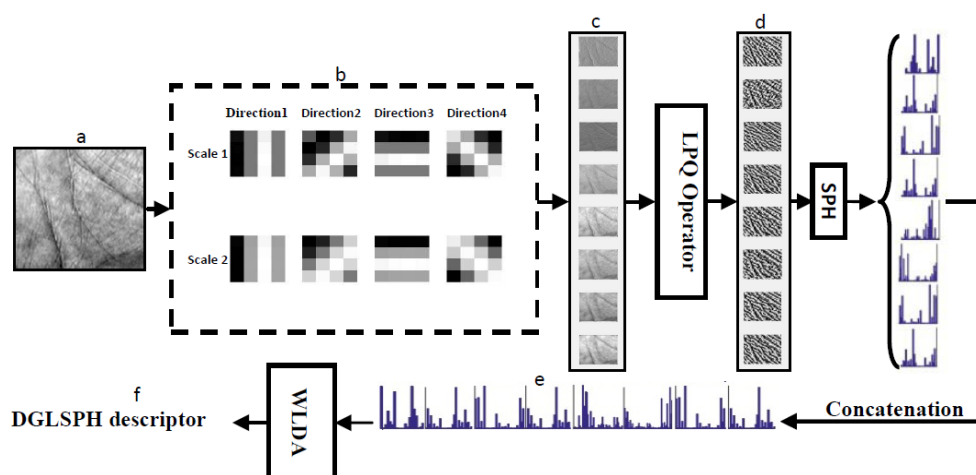 a
b
c
d
Direction1 Direction2 Direction3 Direction4
Scale 1
Scale 2
LPQ Operator
SPH
Concatenation
e
WLDA
f
DGLSPH descriptor